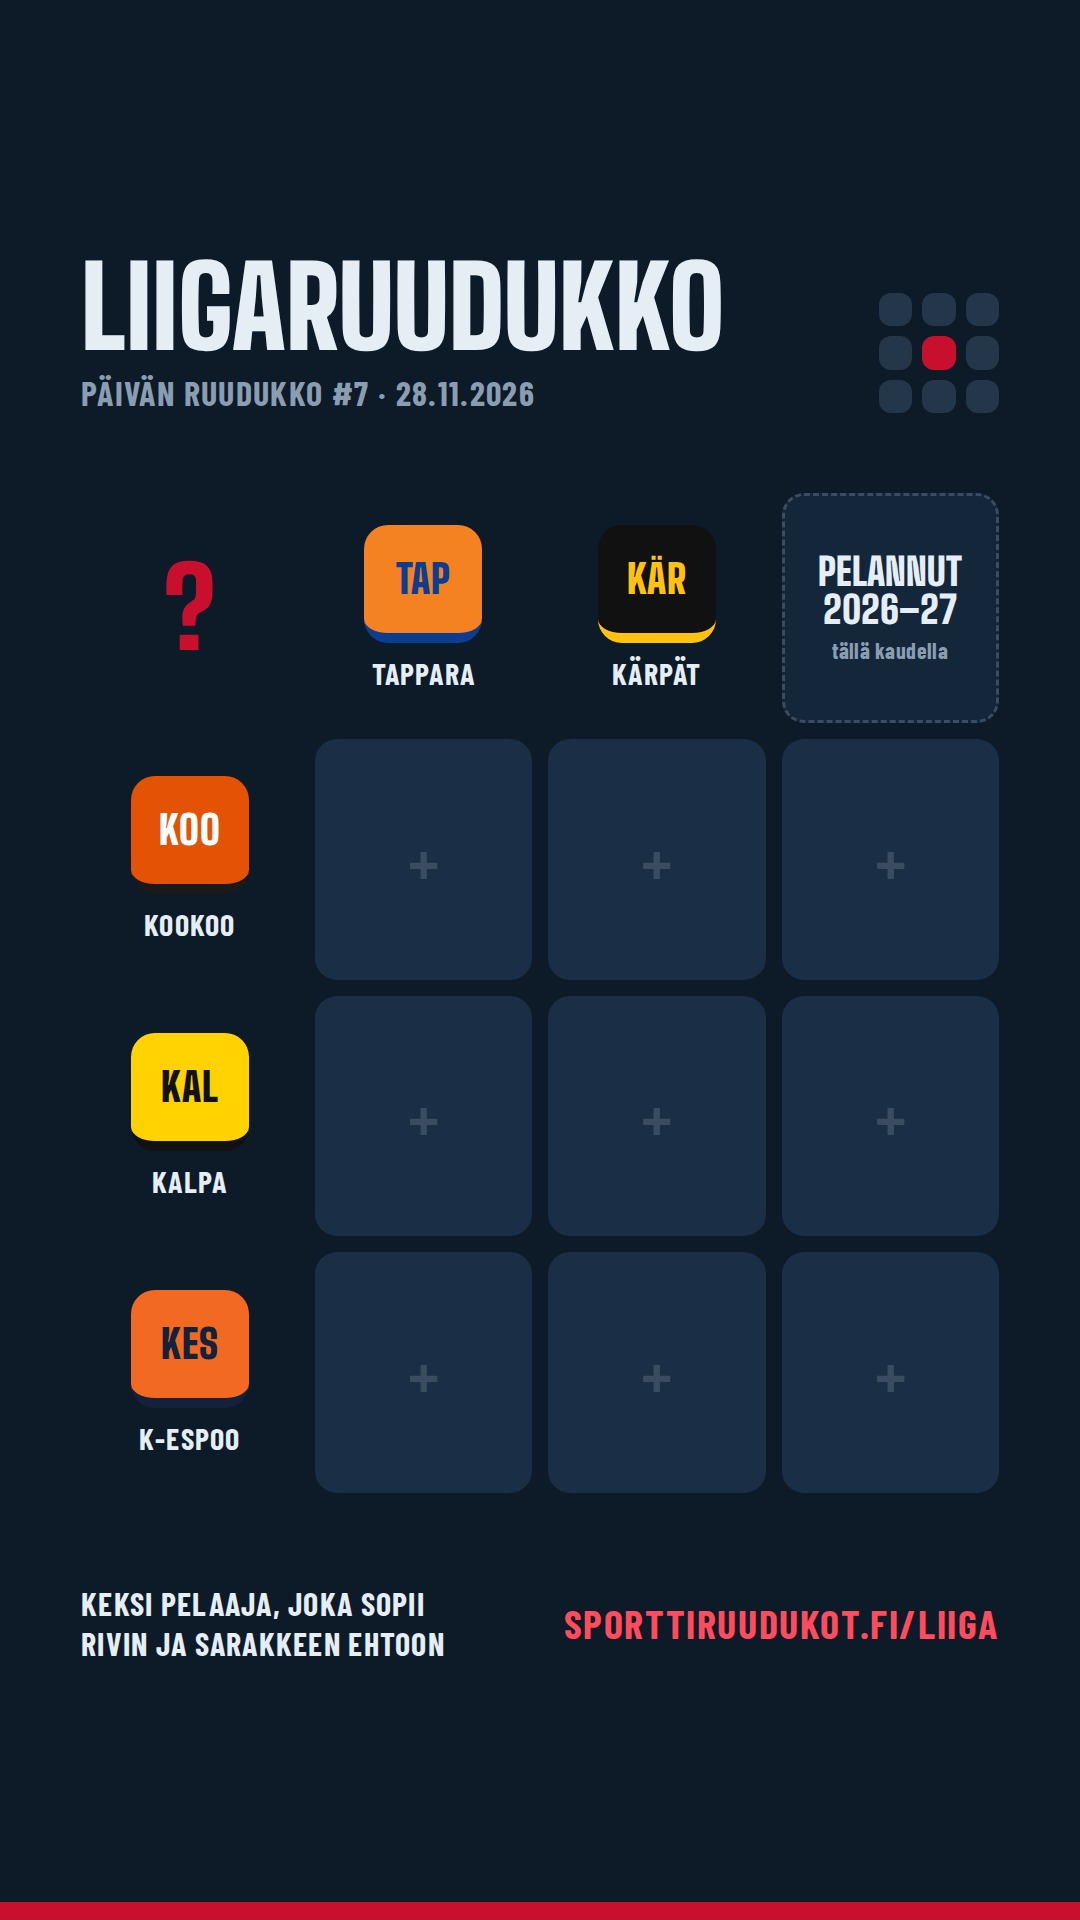 LIIGARUUDUKKO
PÄIVÄN RUUDUKKO #7 · 28.11.2026
?
TAP
TAPPARA
KÄR
KÄRPÄT
PELANNUT
2026–27
tällä kaudella
KOO
KOOKOO
+
+
+
KAL
KALPA
+
+
+
KES
K-ESPOO
+
+
+
KEKSI PELAAJA, JOKA SOPII
RIVIN JA SARAKKEEN EHTOON
SPORTTIRUUDUKOT.FI/LIIGA